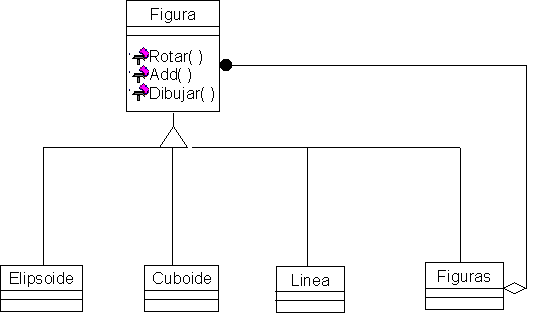 Figura
Rotar( )
Add( )
Dibujar( )
Elipsoide
Cuboide
Linea
Figuras